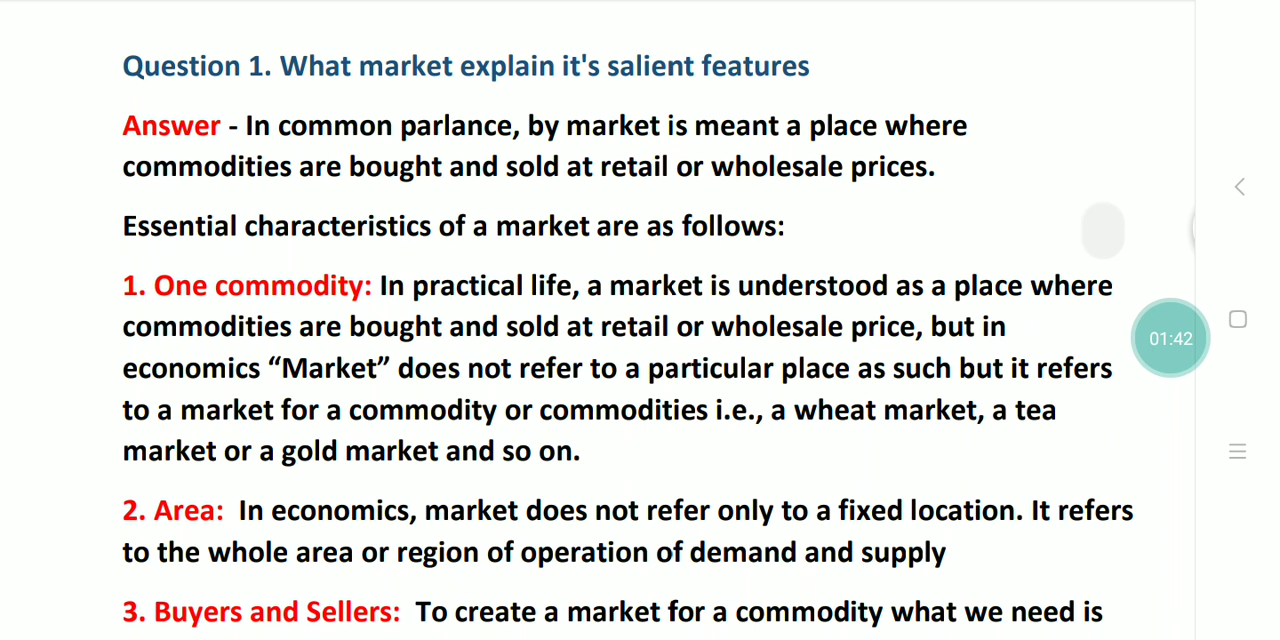 Question 1. What market explain it's salient features
Answer - In common parlance, by market is meant a place where
commodities are bought and sold at retail or wholesale prices.
Essential characteristics of a market are as follows:
1. One commodity: In practical life, a market is understood as a place where
commodities are bought and sold at retail or wholesale price, but in
economics “Market” does not refer to a particular place as such but it refers
to a market for a commodity or commodities i.e., a wheat market, a tea
market or a gold market and so on.
2. Area: In economics, market does not refer only to a fixed location. It refers
to the whole area or region of operation of demand and supply
3. Buyers and Sellers: To create a market for a commodity what we need is
01:42